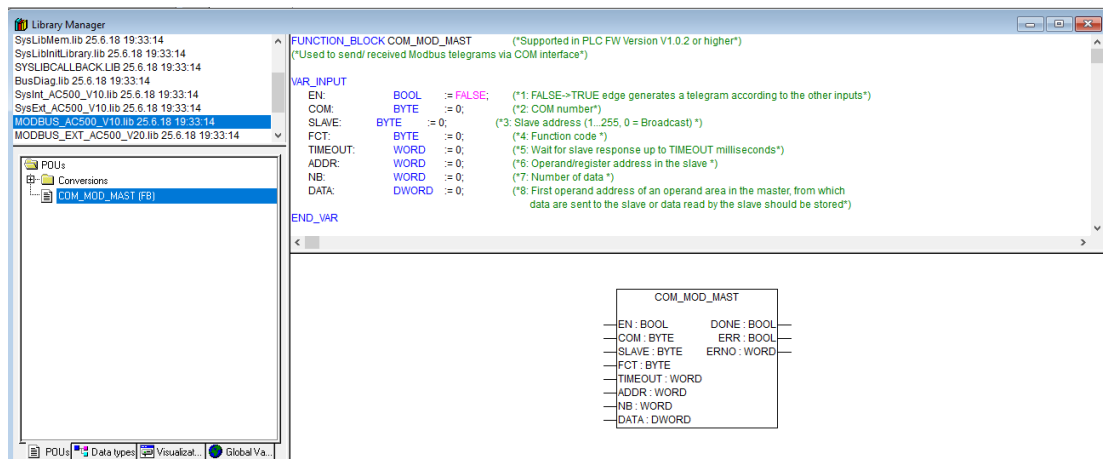 Library Manager
SysLibMem.lib 25.6.18 19:33:14
SysLibInitLibrary.lib 25.6.18 19:33:14
SYSLIBCALLBACK.LIB 25.6.18 19:33:14
BusDiag.lib 25.6.18 19:33:14
SysInt_AC500_V10.lib 25.6.18 19:33:14
SysExt_AC500_V10.lib 25.6.18 19:33:14
MODBUS_AC500_V10.lib 25.6.18 19:33:14
MODBUS_EXT_AC500_V20.lib 25.6.18 19:33:14
POUs
Conversions
COM_MOD_MAST (FB)
POUs Data types Visualizat... Global Va...
FUNCTION_BLOCK COM_MOD_MAST (*Supported in PLC FW Version V1.0.2 or higher*)
(*Used to send/ received Modbus telegrams via COM interface*)
VAR_INPUT
EN: BOOL := FALSE; (*1: FALSE->TRUE edge generates a telegram according to the other inputs*)
COM: BYTE := 0; (*2: COM number*)
SLAVE: BYTE := 0; (*3: Slave address (1...255, 0 = Broadcast) *)
FCT: BYTE := 0; (*4: Function code *)
TIMEOUT: WORD := 0; (*5: Wait for slave response up to TIMEOUT milliseconds*)
ADDR: WORD := 0; (*6: Operand/register address in the slave *)
NB: WORD := 0; (*7: Number of data *)
DATA: DWORD := 0; (*8: First operand address of an operand area in the master, from which
data are sent to the slave or data read by the slave should be stored*)
END_VAR
COM_MOD_MAST
EN : BOOL DONE : BOOL
COM : BYTE ERR : BOOL
SLAVE : BYTE ERNO : WORD
FCT : BYTE
TIMEOUT : WORD
ADDR : WORD
NB : WORD
DATA : DWORD